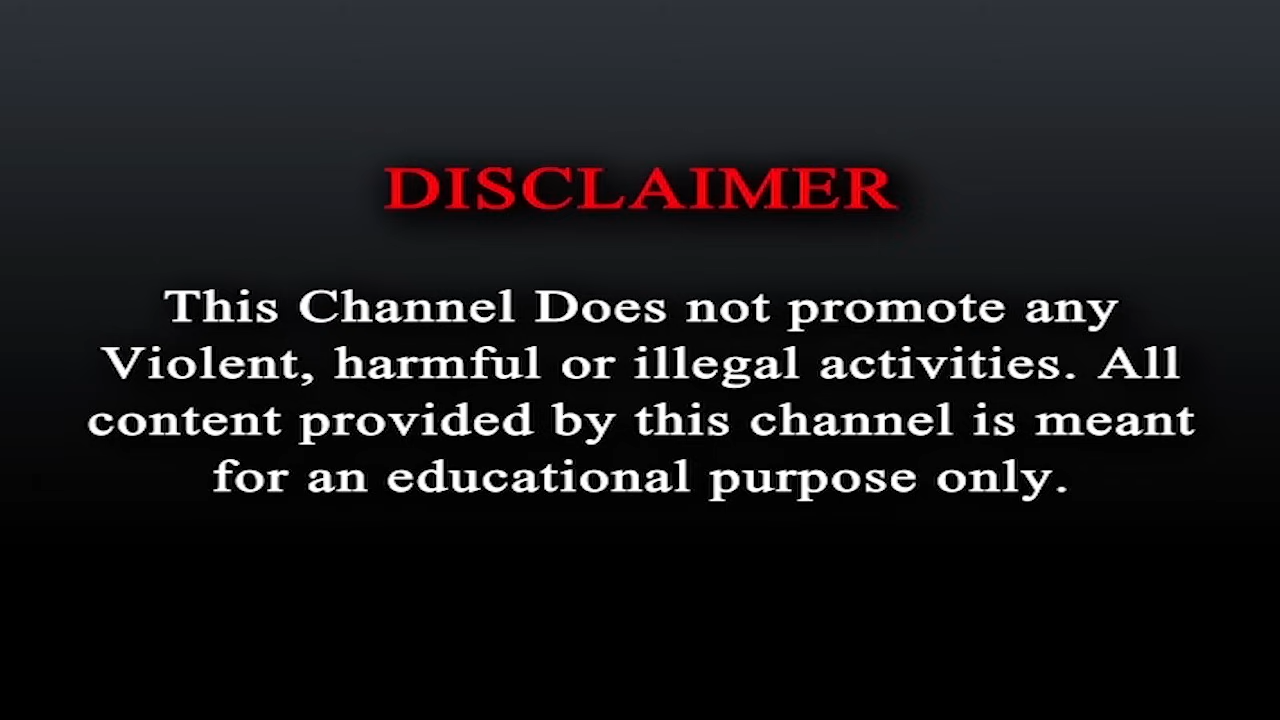 DISCLAIMER
This Channel Does not promote any
Violent, harmful or illegal activities. All
content provided by this channel is meant
for an educational purpose only.